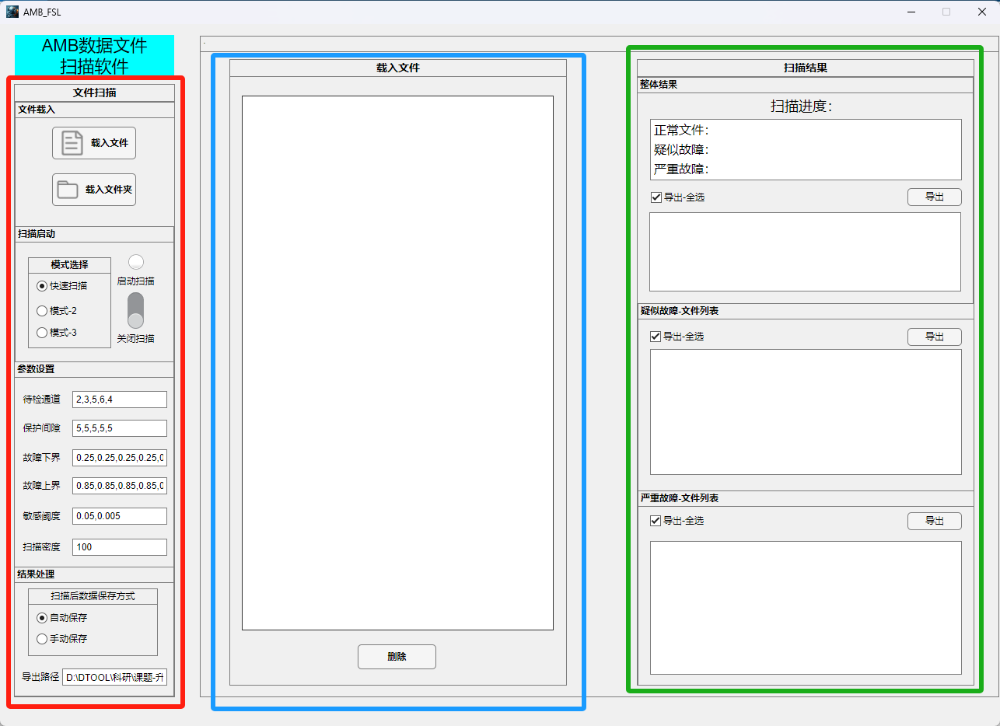 AMB_FSL
AMB数据文件
扫描软件
文件扫描
文件载入
载入文件
载入文件夹
扫描启动
模式选择
快速扫描
模式-2
模式-3
启动扫描
关闭扫描
参数设置
待检通道 2,3,5,6,4
保护间隙 5,5,5,5,5
故障下界 0.25,0.25,0.25,0.25,0
故障上界 0.85,0.85,0.85,0.85,0
敏感阈度 0.05,0.005
扫描密度 100
结果处理
扫描后数据保存方式
自动保存
手动保存
导出路径 D:\DTOOL\科研\课题-升
载入文件
删除
扫描结果
整体结果
扫描进度：
正常文件：
疑似故障：
严重故障：
导出-全选 导出
疑似故障-文件列表
导出-全选 导出
严重故障-文件列表
导出-全选 导出